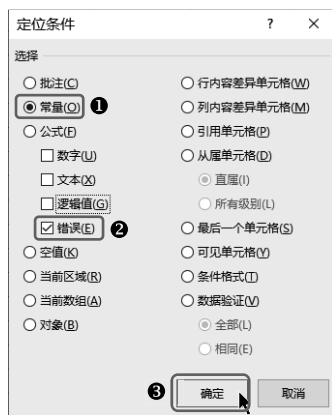 定位条件 ? ×
选择
批注(C)
常量(O) ❶
公式(F)
数字(U)
文本(X)
逻辑值(G)
错误(E) ❷
空值(K)
当前区域(R)
当前数组(A)
对象(B)
行内容差异单元格(W)
列内容差异单元格(M)
引用单元格(P)
从属单元格(D)
直属(I)
所有级别(L)
最后一个单元格(S)
可见单元格(Y)
条件格式(T)
数据验证(V)
全部(L)
相同(E)
❸ 确定 取消